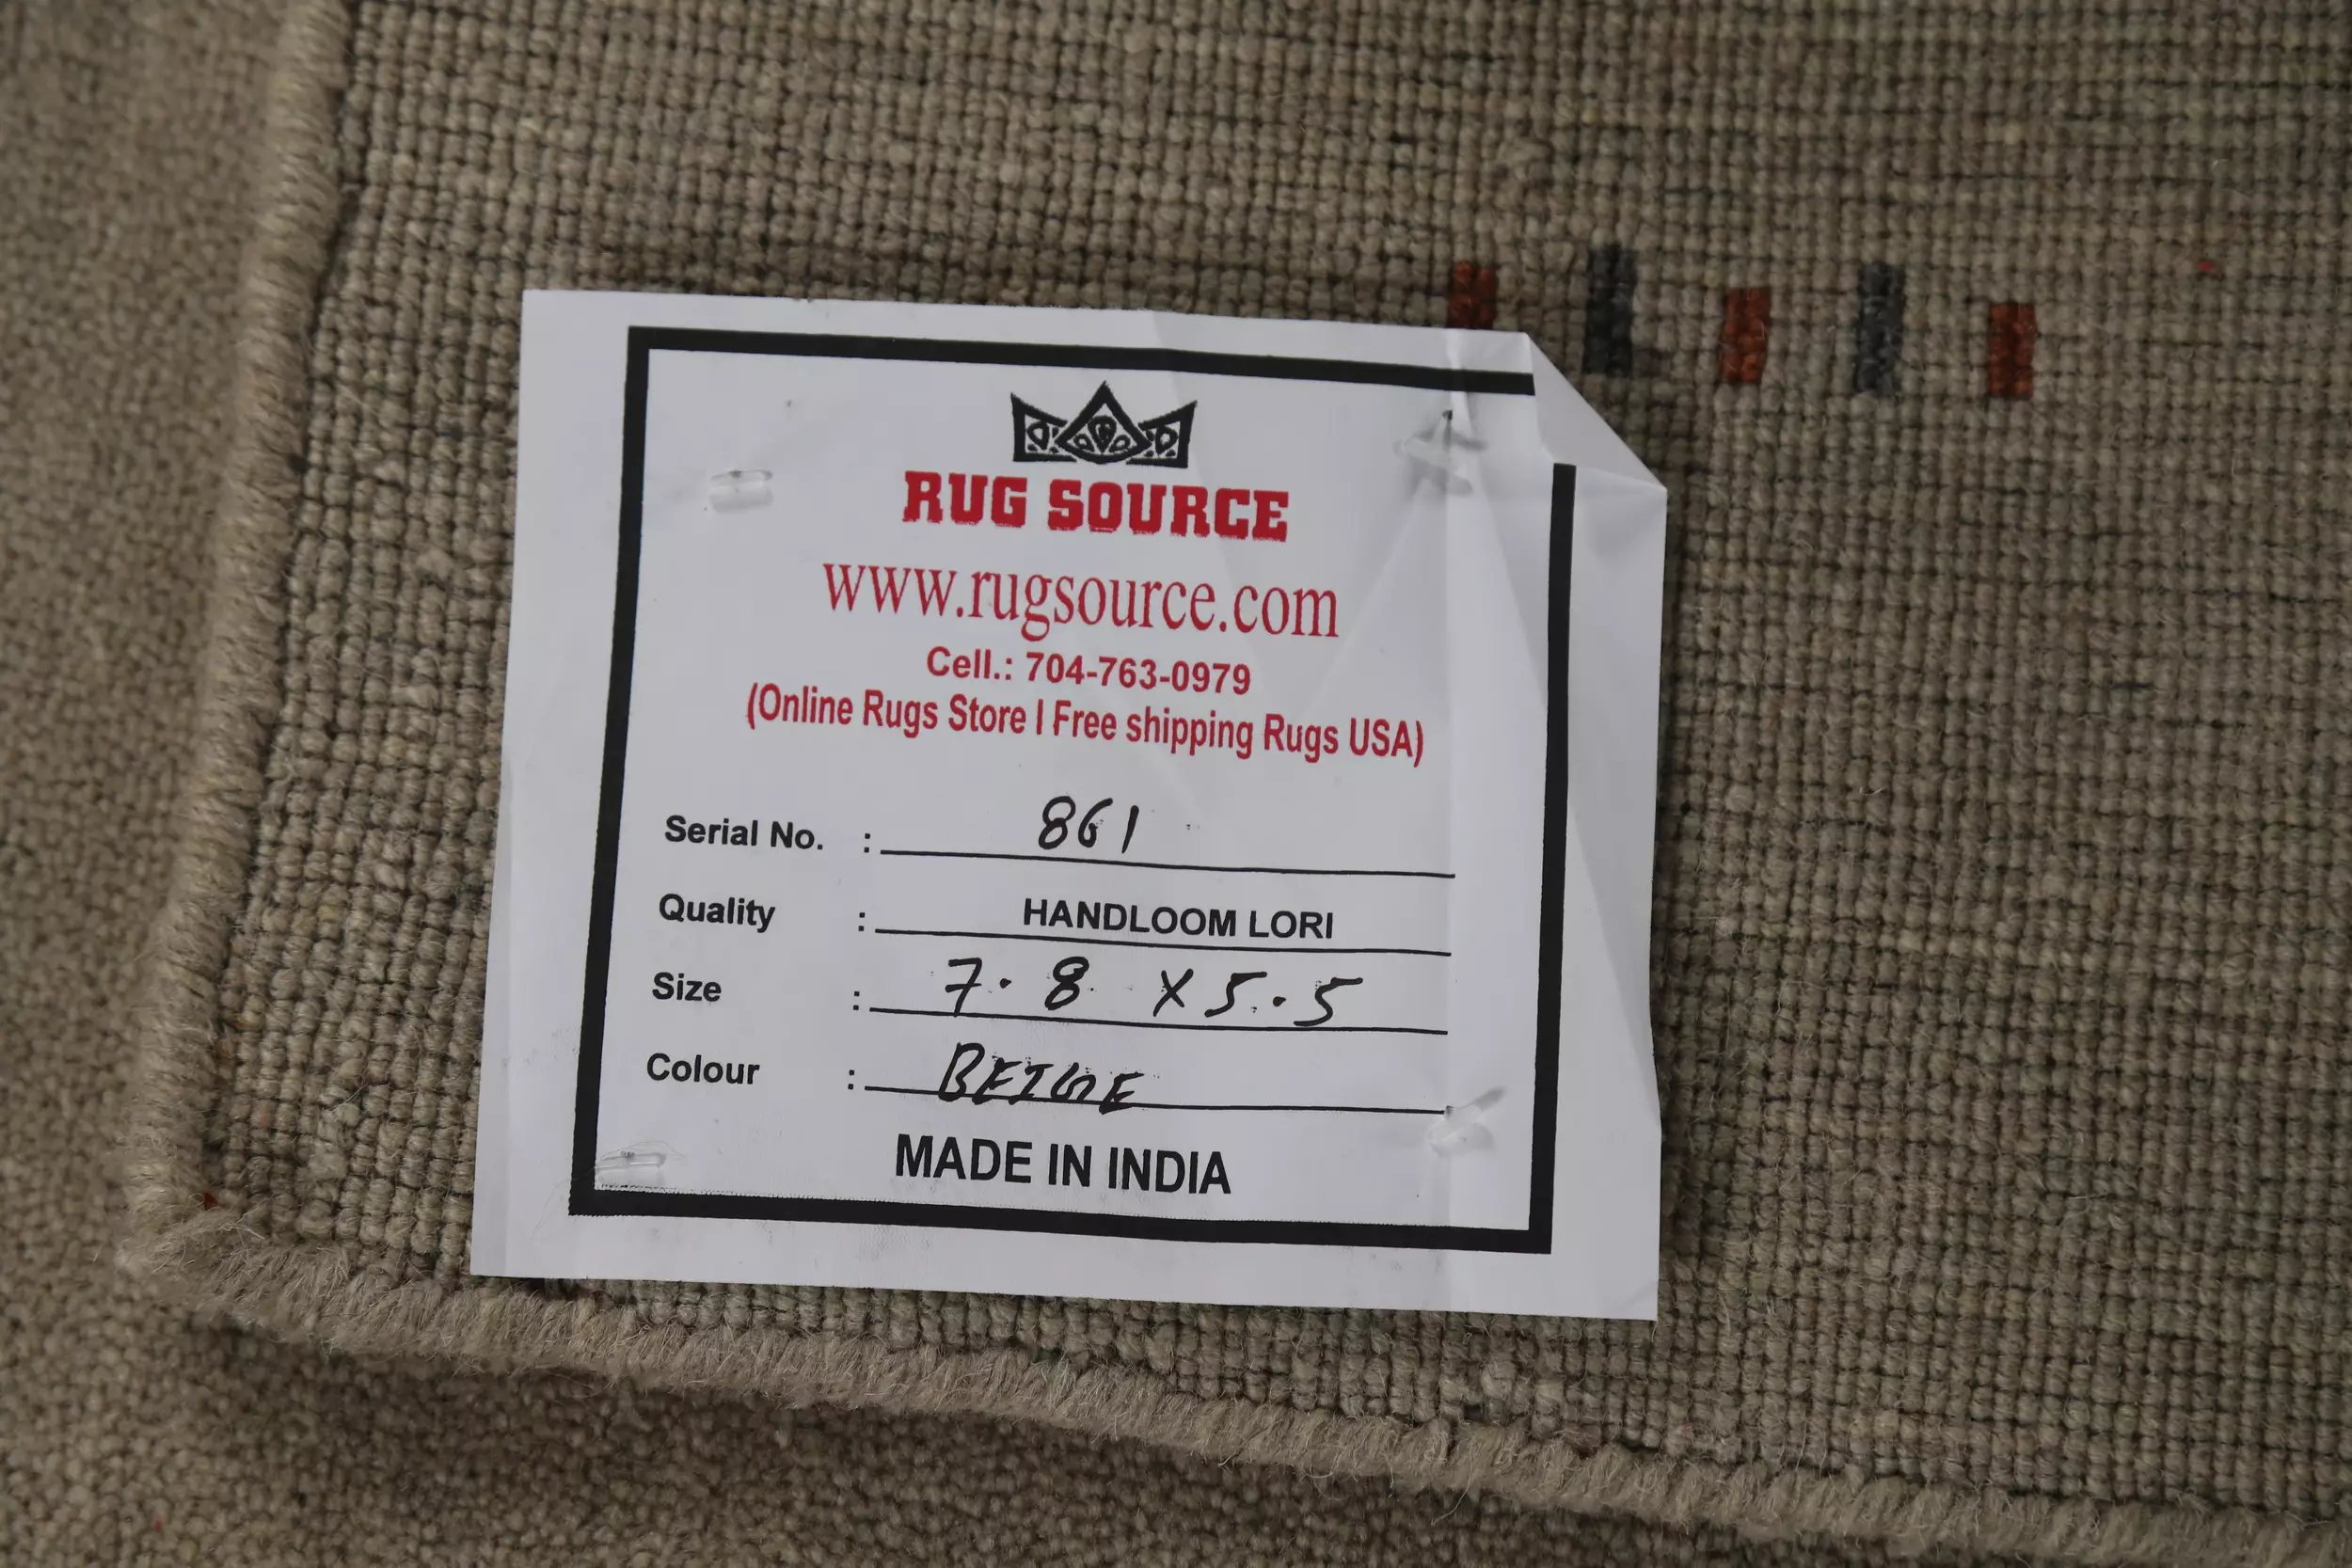 RUG SOURCE
www.rugsource.com
Cell.: 704-763-0979
(Online Rugs Store I Free shipping Rugs USA)
Serial No. : 861
Quality : HANDLOOM LORI
Size : 7.8 X 5.5
Colour : BEIGE
MADE IN INDIA